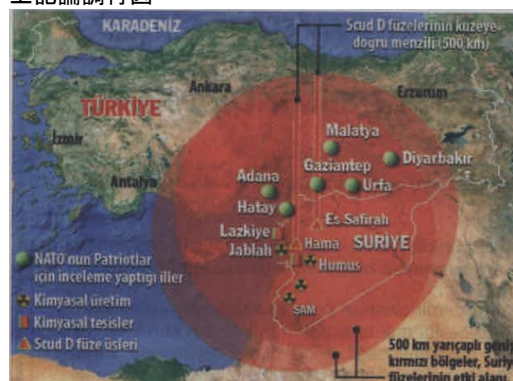 KARADENİZ
Scud D füzelerinin kuzeye
doğru menzili (500 km)
Ankara
Erzurum
TÜRKİYE
İzmir
Malatya
Diyarbakır
Gaziantep
Adana
Urfa
Antalya
Hatay
Es Safirah
Lazkiye
Hama
SURİYE
Jablah
Humus
NATO nun Patriotlar
için inceleme yaptığı iller
Kimyasal üretim
ŞAM
Kimyasal tesisler
Scud D füze üsleri
500 km yarıçaplı geniş
kırmızı bölgeler, Suriy
füzelerinin etki alanı